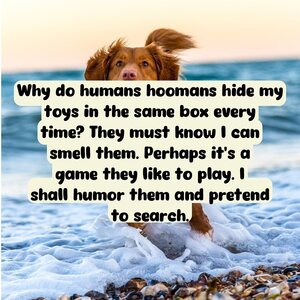 Why do humans hoomans hide my
toys in the same box every
time? They must know I can
smell them. Perhaps it's a
game they like to play. I
shall humor them and pretend
to search.